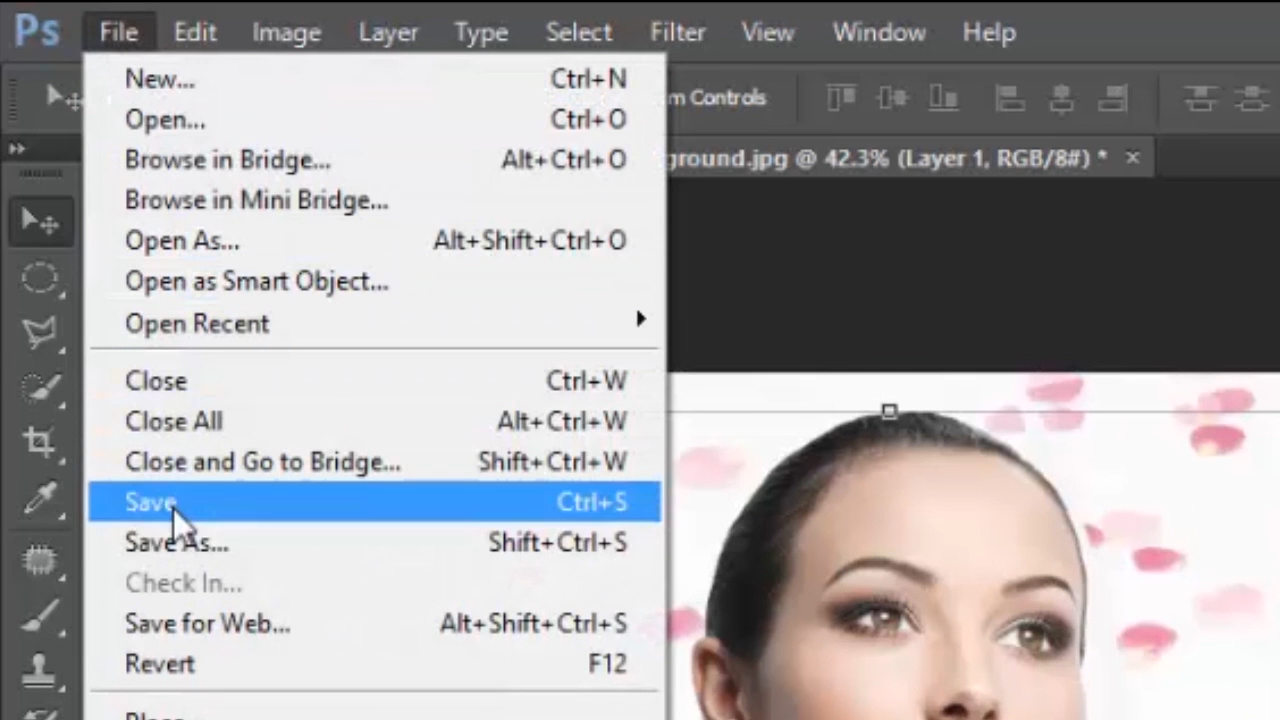 Ps File Edit Image Layer Type Select Filter View Window Help
m Controls
ground.jpg @ 42.3% (Layer 1, RGB/8#) * ×
New... Ctrl+N
Open... Ctrl+O
Browse in Bridge... Alt+Ctrl+O
Browse in Mini Bridge...
Open As... Alt+Shift+Ctrl+O
Open as Smart Object...
Open Recent
Close Ctrl+W
Close All Alt+Ctrl+W
Close and Go to Bridge... Shift+Ctrl+W
Save Ctrl+S
Save As... Shift+Ctrl+S
Check In...
Save for Web... Alt+Shift+Ctrl+S
Revert F12